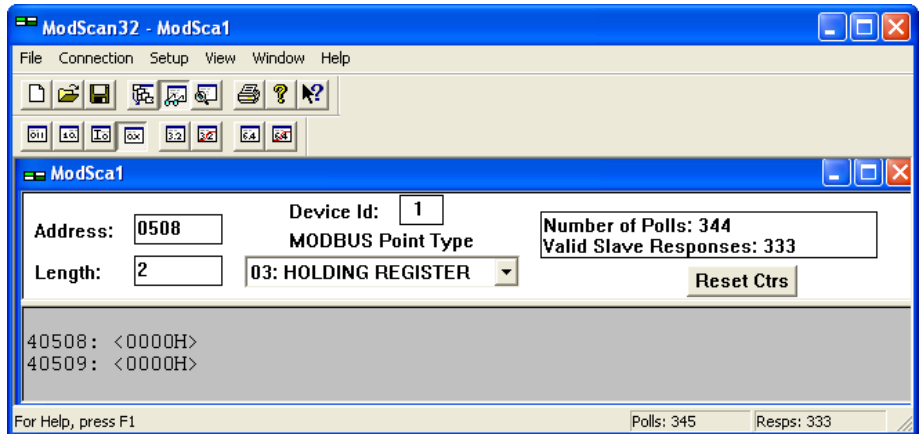 ModScan32 - ModSca1
File Connection Setup View Window Help
ModSca1
Address: 0508
Device Id: 1
MODBUS Point Type
Length: 2
03: HOLDING REGISTER
Number of Polls: 344
Valid Slave Responses: 333
Reset Ctrs
40508: <0000H>
40509: <0000H>
For Help, press F1
Polls: 345
Resps: 333